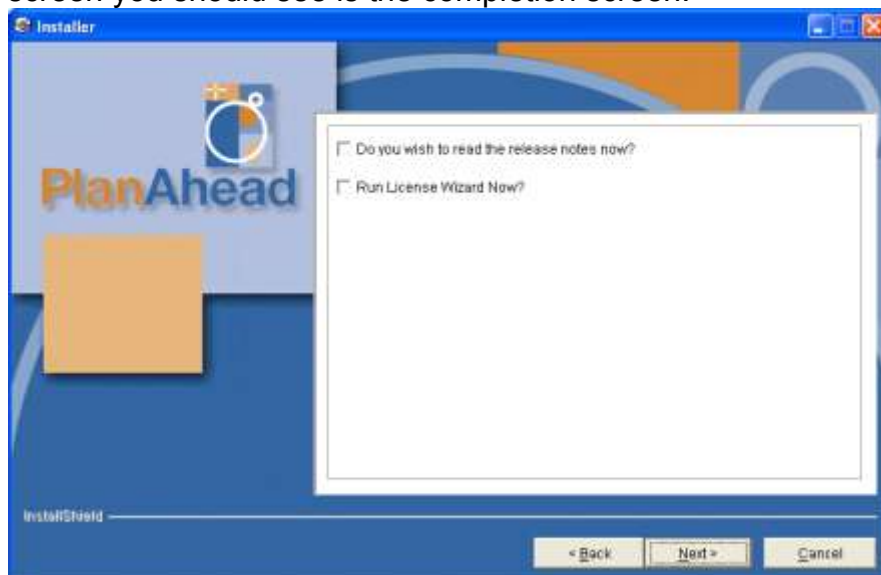 screen you should see is the completion screen.
Installer
PlanAhead
Do you wish to read the release notes now?
Run License Wizard Now?
InstallShield
< Back Next > Cancel